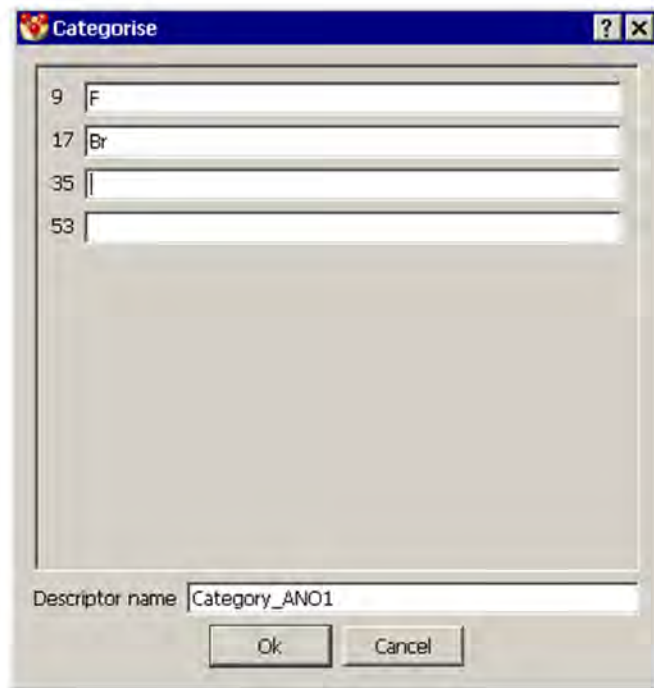 Categorise
9 F
17 Br
35
53
Descriptor name Category_ANO1
Ok Cancel